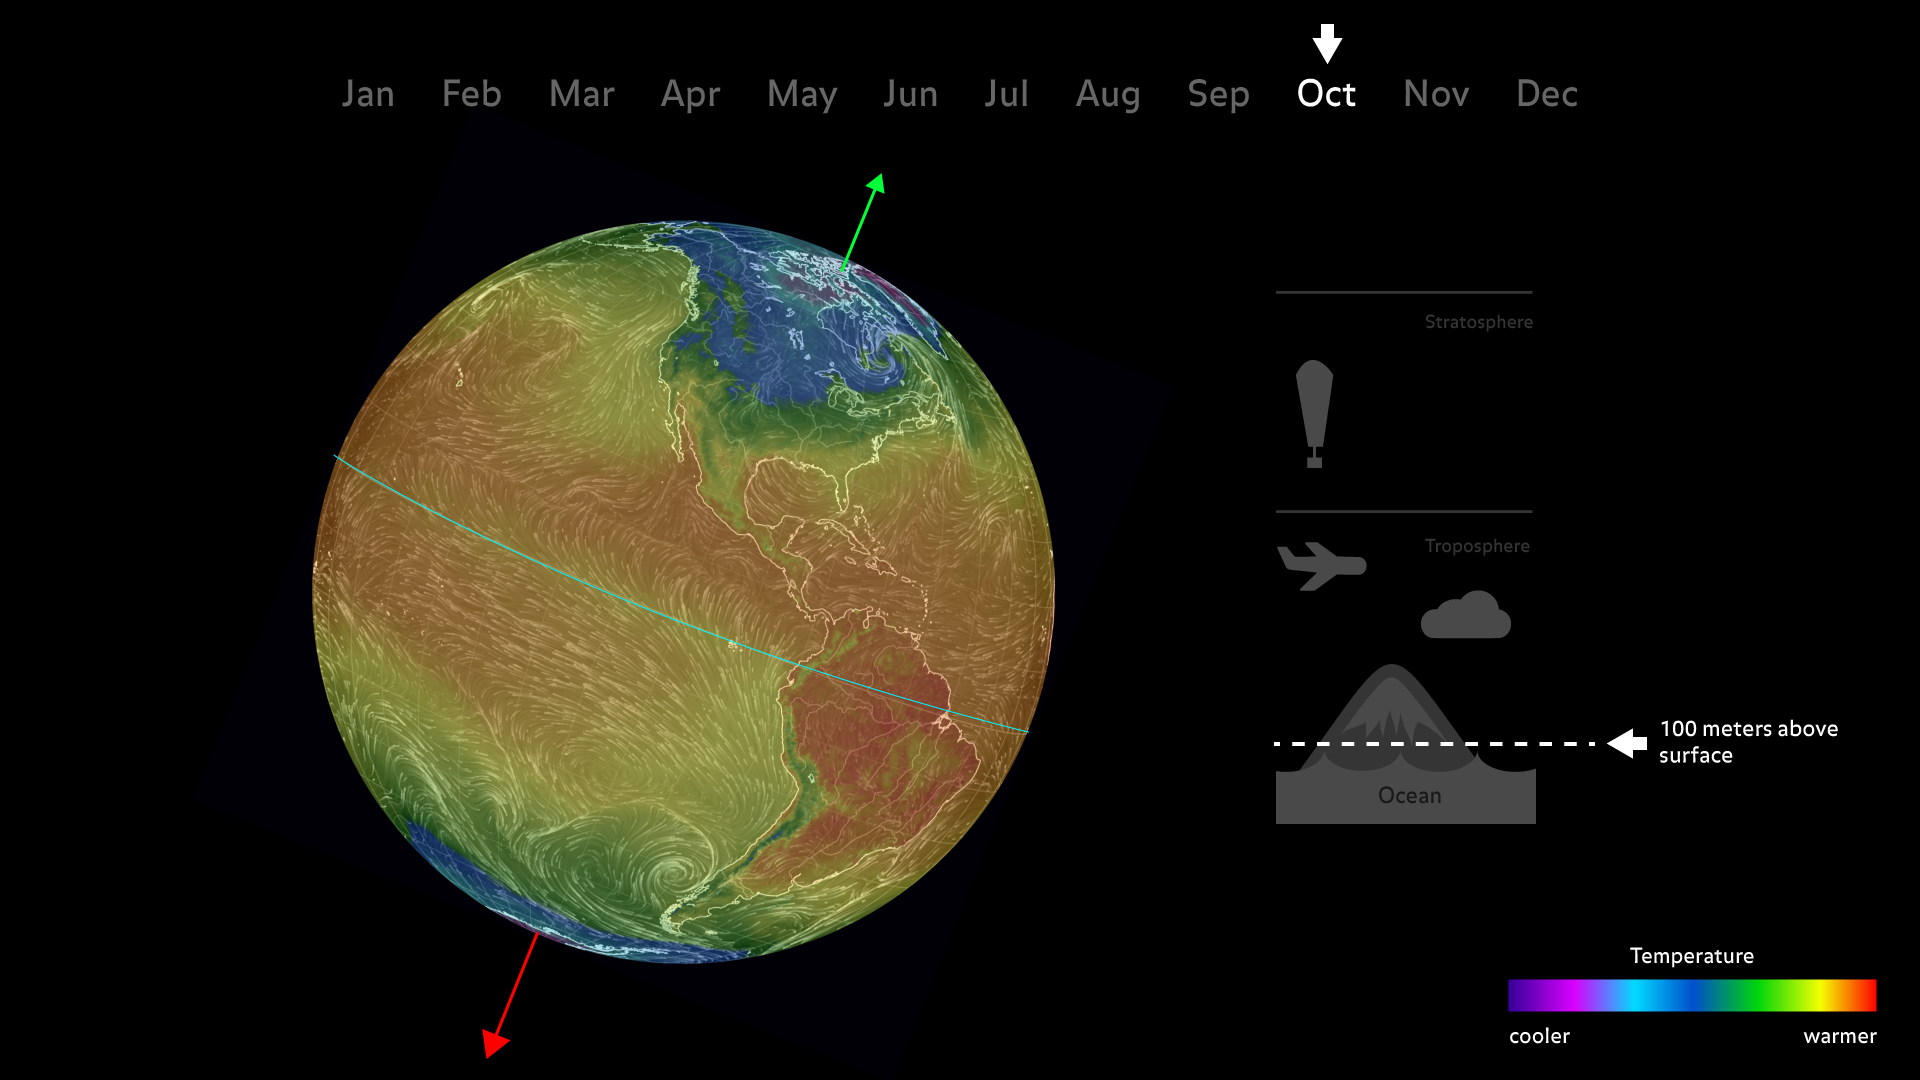 Jan Feb Mar Apr May Jun Jul Aug Sep Oct Nov Dec
Stratosphere
Troposphere
100 meters above
surface
Ocean
Temperature
cooler warmer